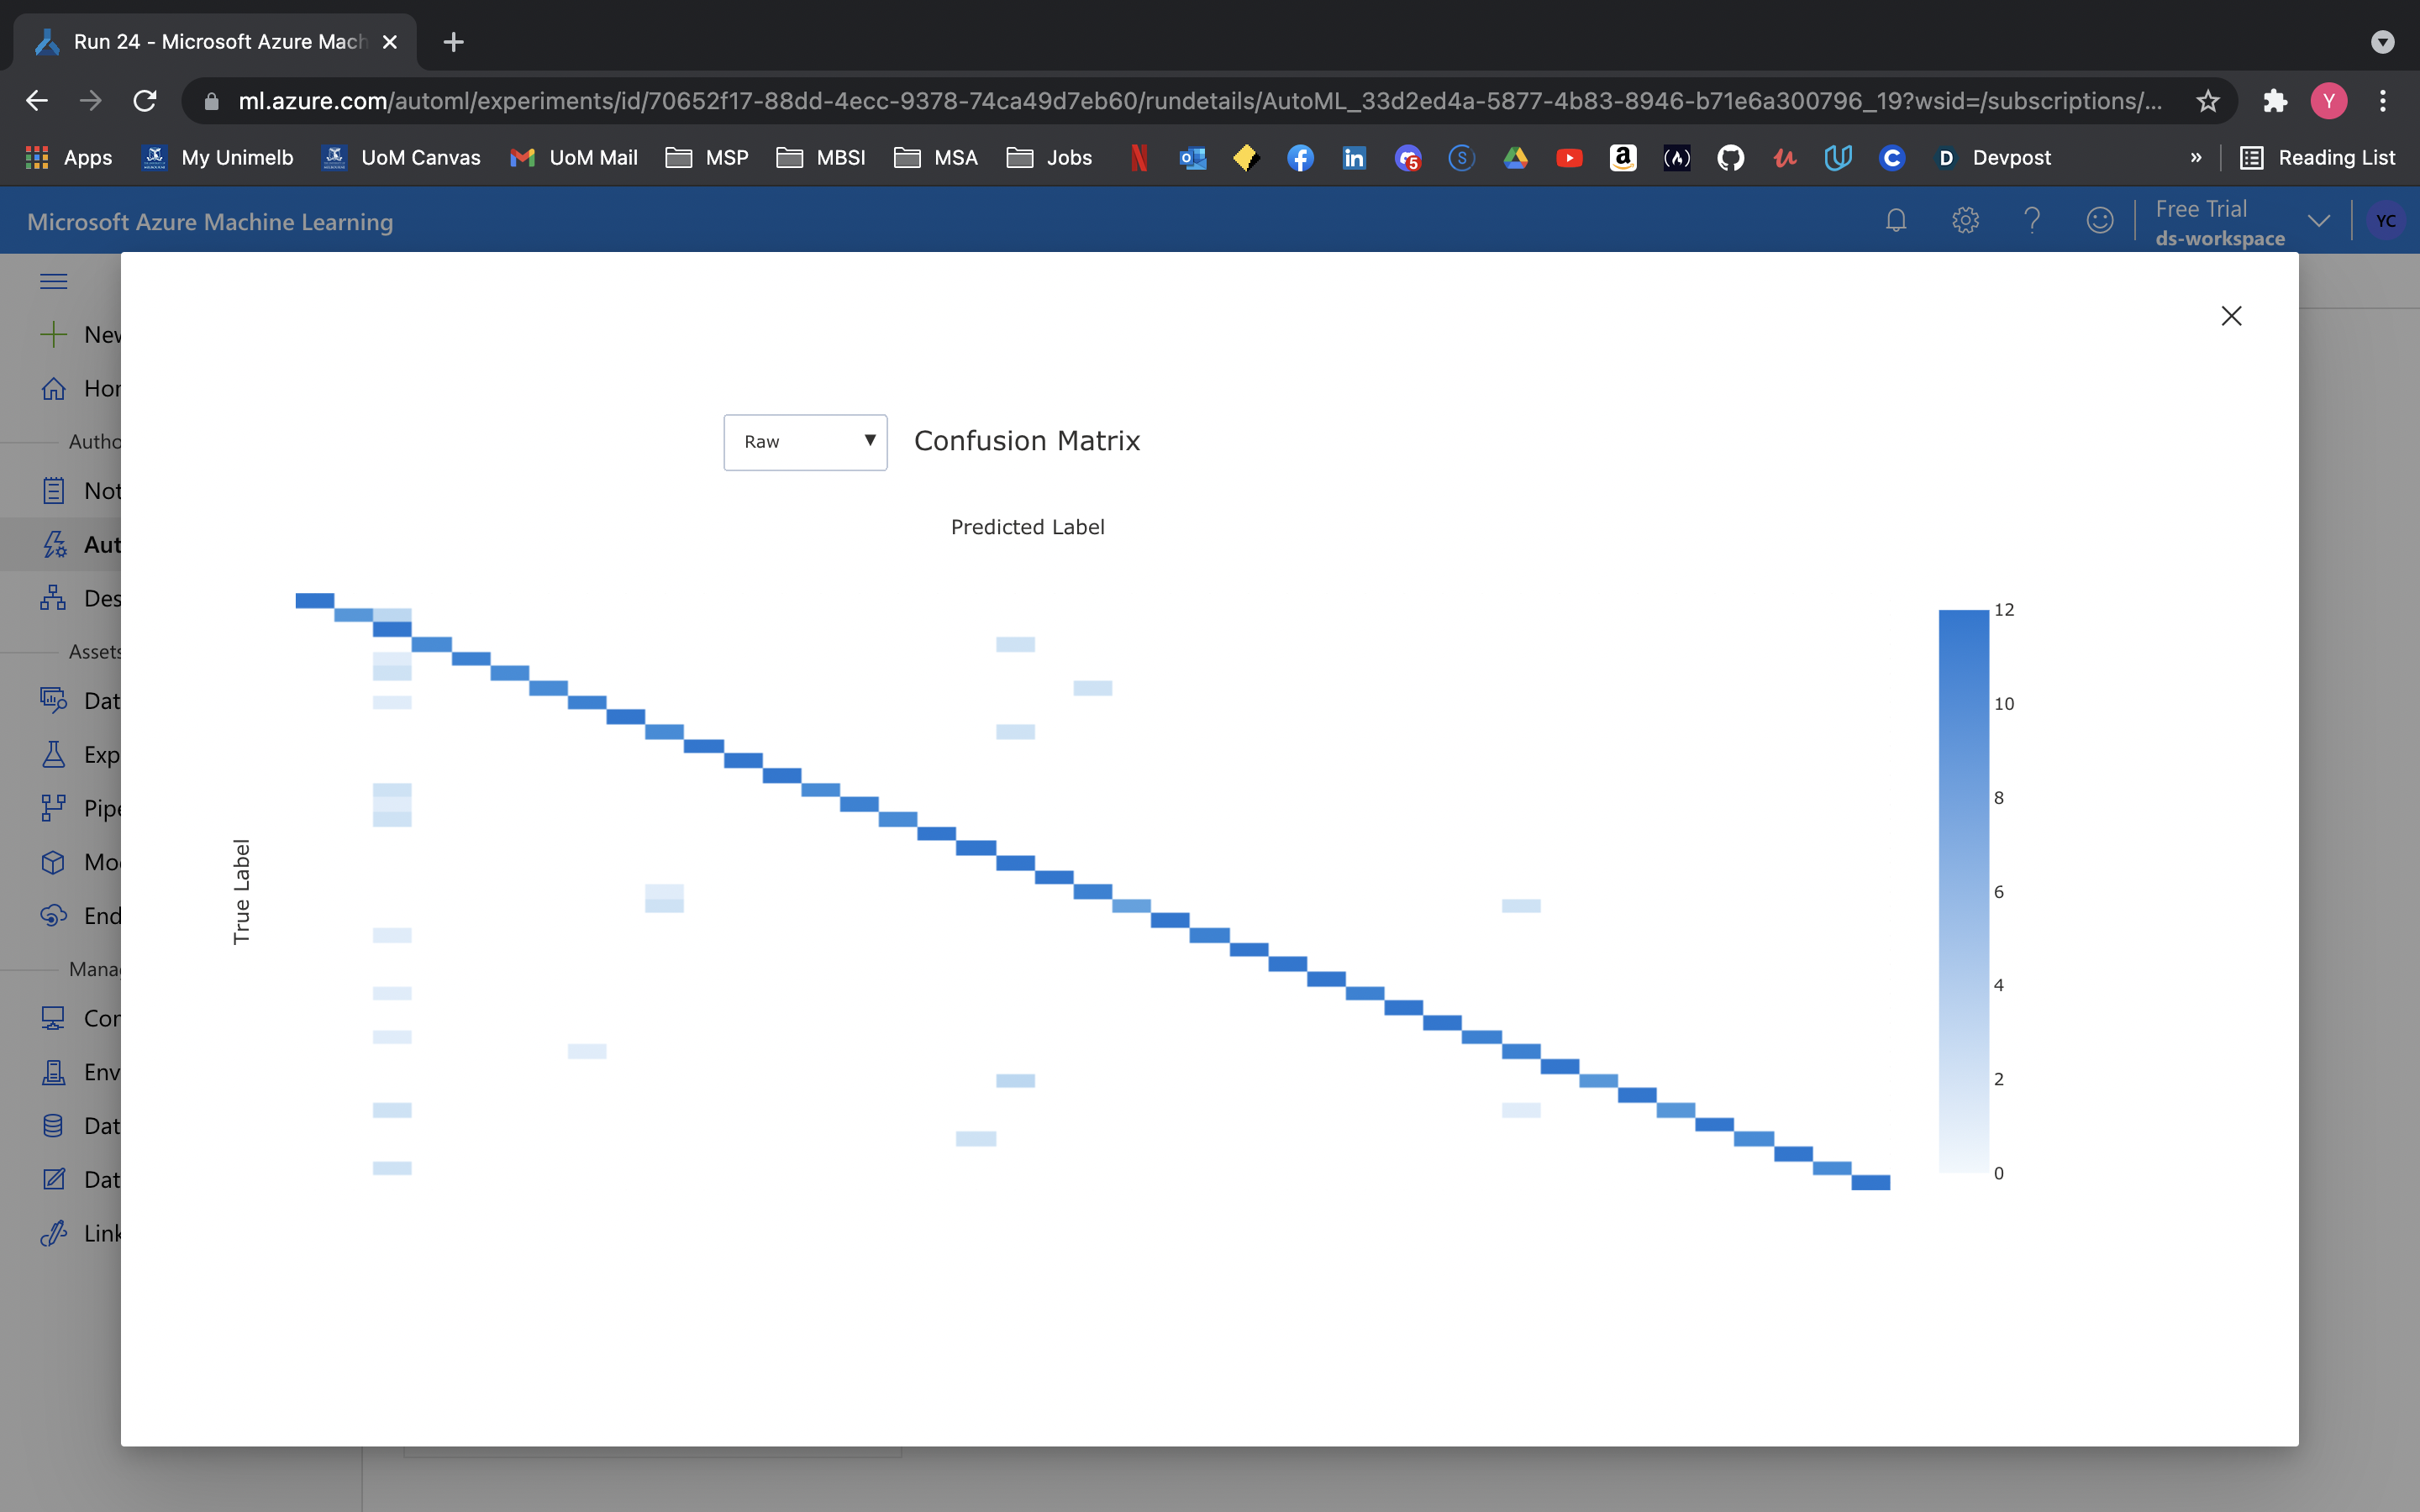 Run 24 - Microsoft Azure Mach
ml.azure.com/automl/experiments/id/70652f17-88dd-4ecc-9378-74ca49d7eb60/rundetails/AutoML_33d2ed4a-5877-4b83-8946-b71e6a300796_19?wsid=/subscriptions/...
Y
Apps My Unimelb UoM Canvas UoM Mail MSP MBSI MSA Jobs N 5 S a C D Devpost » Reading List
Microsoft Azure Machine Learning
Free Trial
ds-workspace
YC
New
Hor
Autho
Not
Aut
Des
Assets
Dat
Exp
Pipe
Mo
End
Mana
Cor
Env
Dat
Dat
Link
Raw
Confusion Matrix
Predicted Label
True Label
12
10
8
6
4
2
0